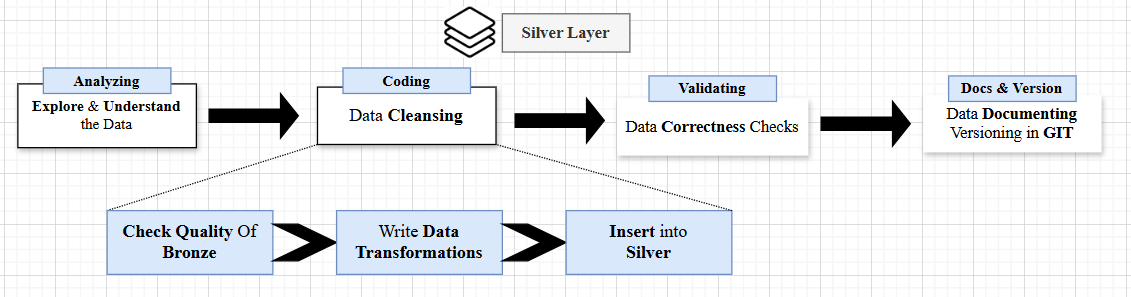 Silver Layer
Analyzing
Explore & Understand
the Data
Coding
Data Cleansing
Validating
Data Correctness Checks
Docs & Version
Data Documenting
Versioning in GIT
Check Quality Of
Bronze
Write Data
Transformations
Insert into
Silver